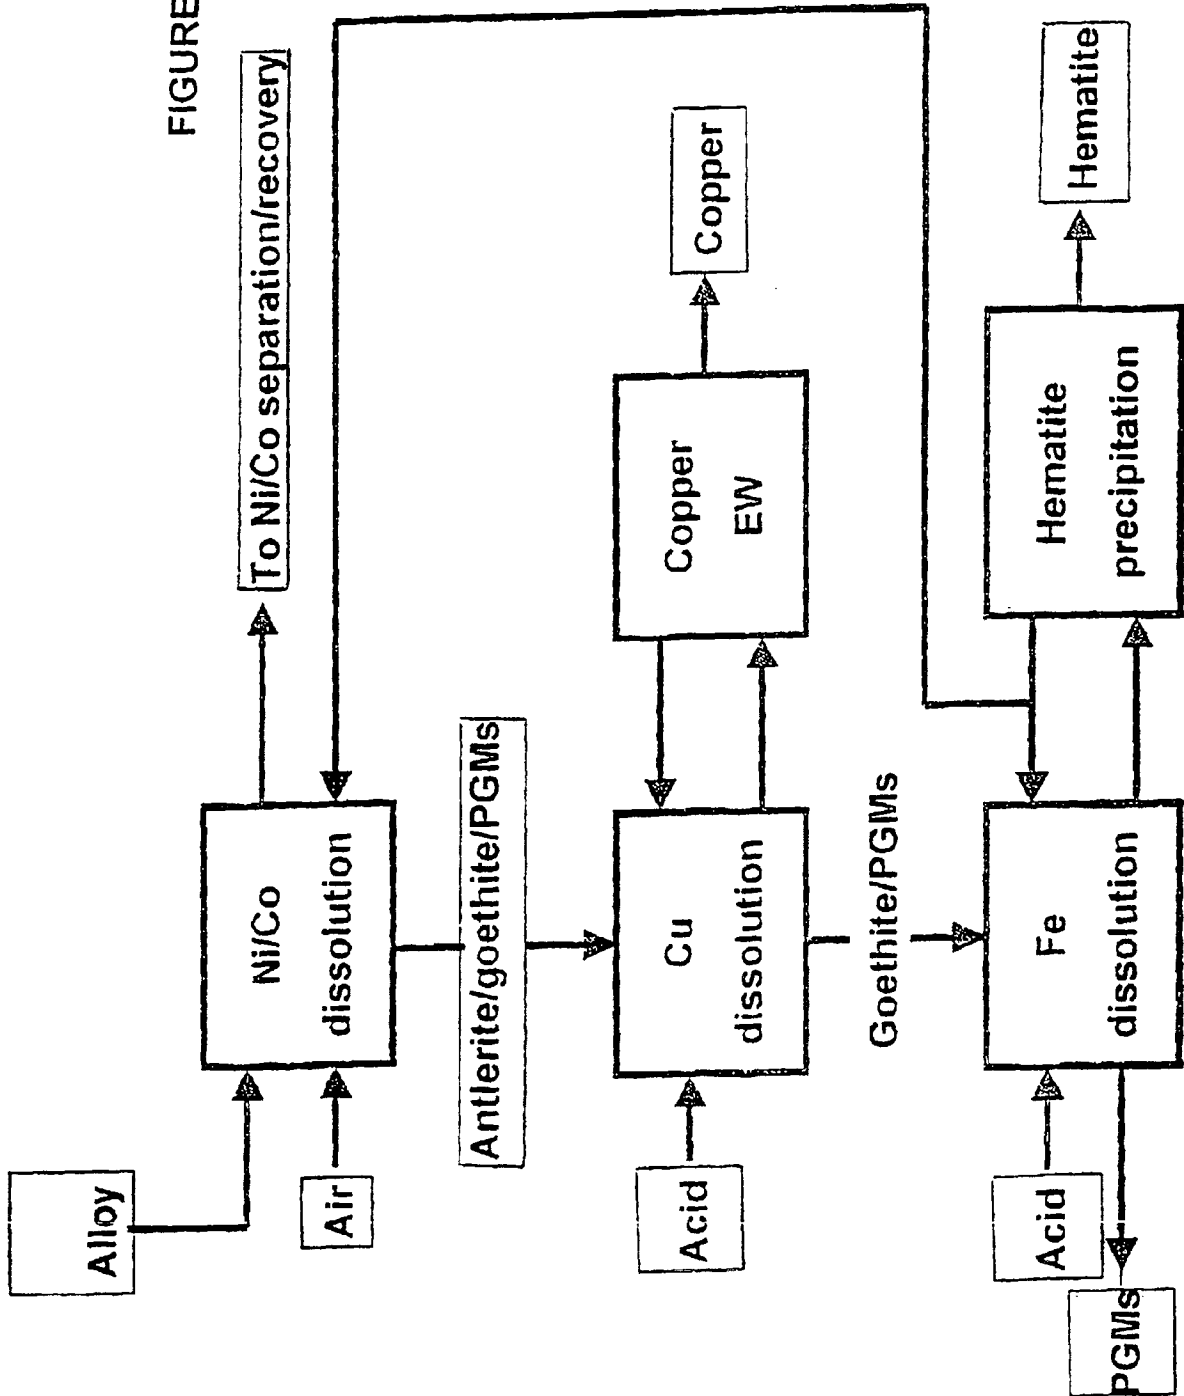 FIGURE
Alloy
Air
Ni/Co
dissolution
To Ni/Co separation/recovery
Antlerite/goethite/PGMs
Acid
Cu
dissolution
Copper
EW
Copper
Goethite/PGMs
Acid
Fe
dissolution
Hematite
precipitation
Hematite
PGMs